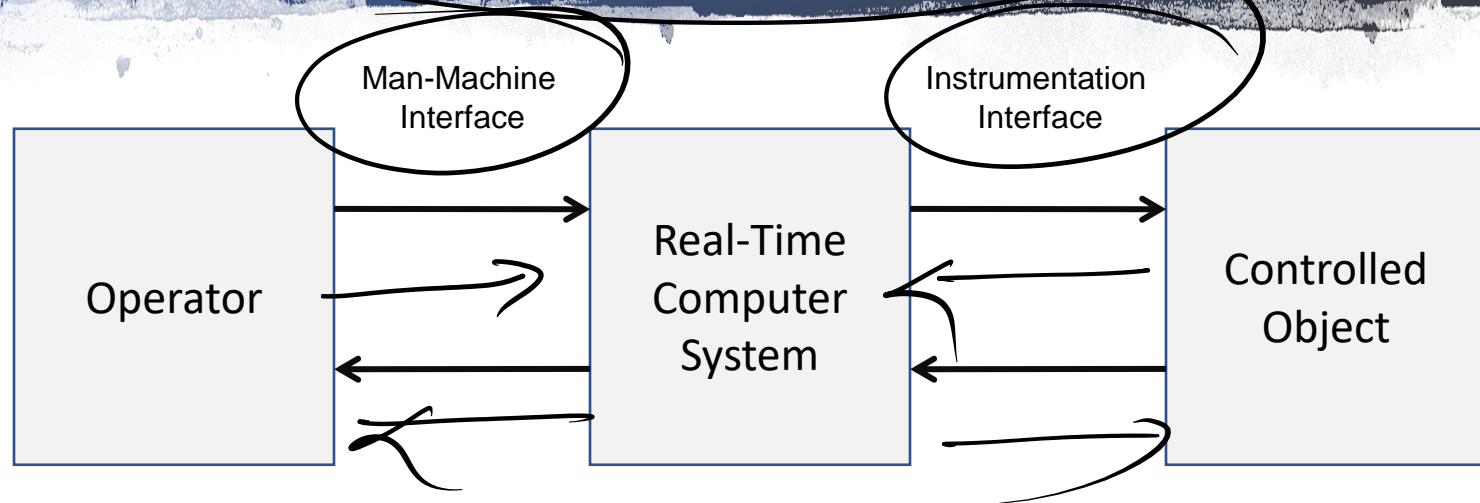 Man-Machine
Interface
Instrumentation
Interface
Operator
Real-Time
Computer
System
Controlled
Object